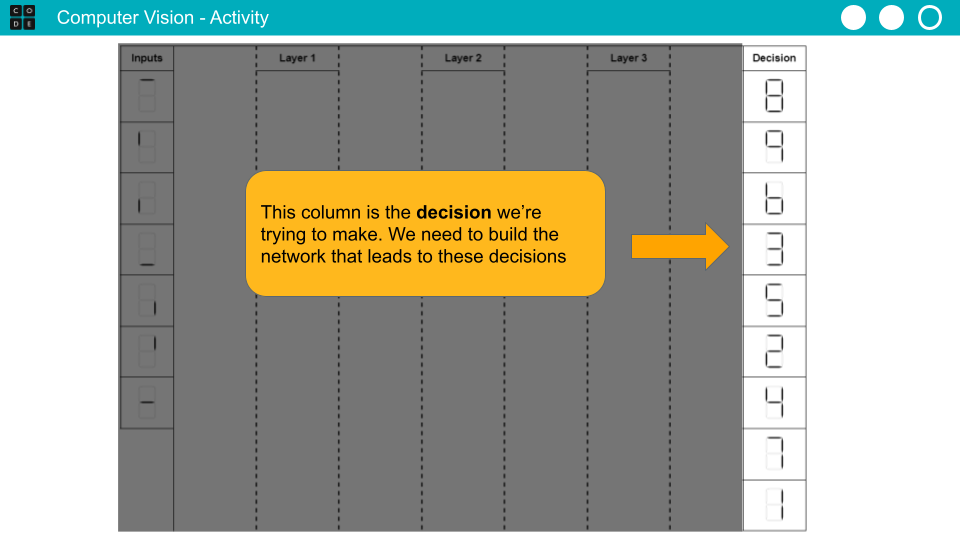 CODE
Computer Vision - Activity
Inputs Layer 1 Layer 2 Layer 3 Decision
8
9
This column is the decision we’re
trying to make. We need to build the
network that leads to these decisions
b
3
5
2
4
7
1